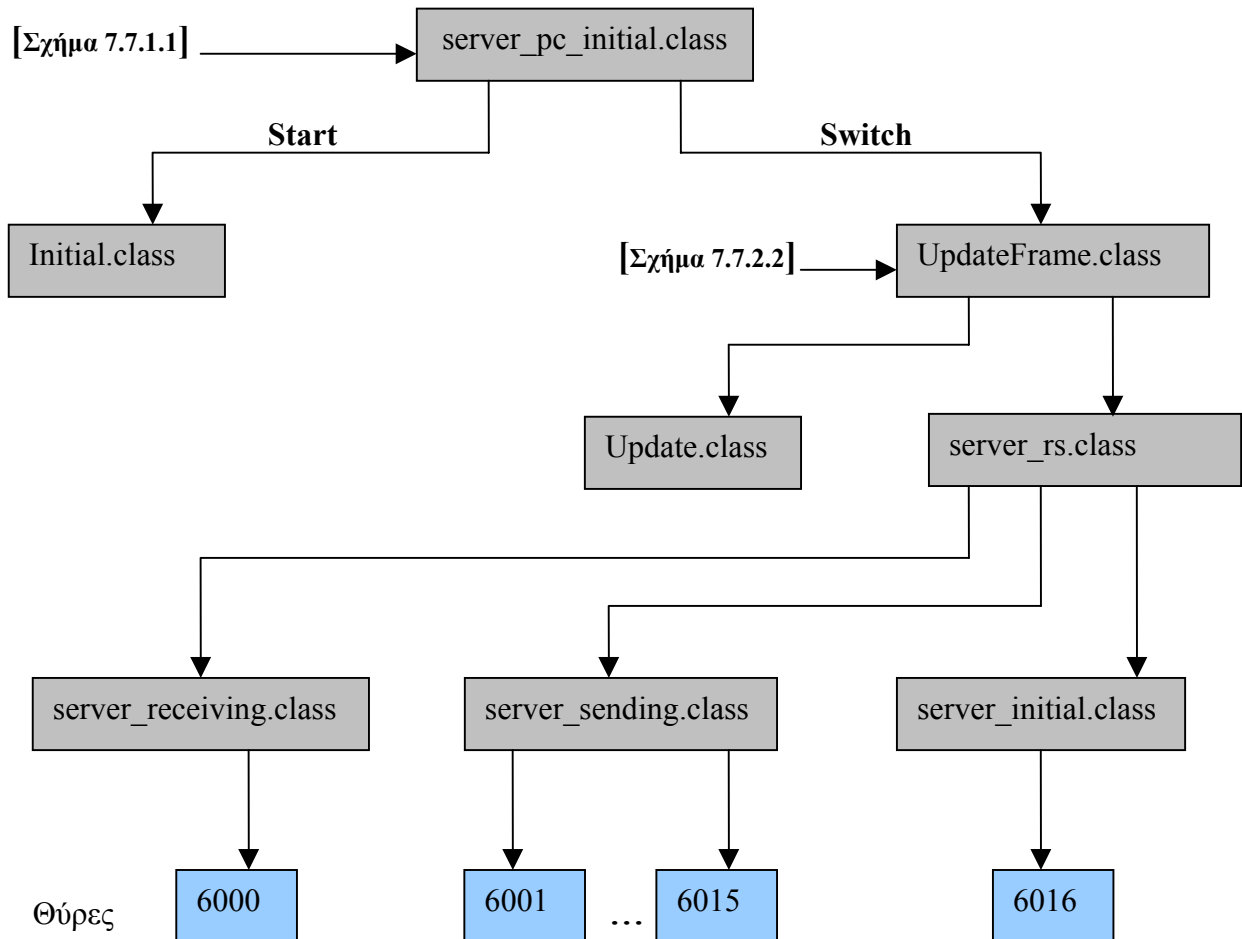 [Σχήμα 7.7.1.1]
server_pc_initial.class
Start
Switch
Initial.class
[Σχήμα 7.7.2.2]
UpdateFrame.class
Update.class
server_rs.class
server_receiving.class
server_sending.class
server_initial.class
Θύρες
6000
6001
...
6015
6016